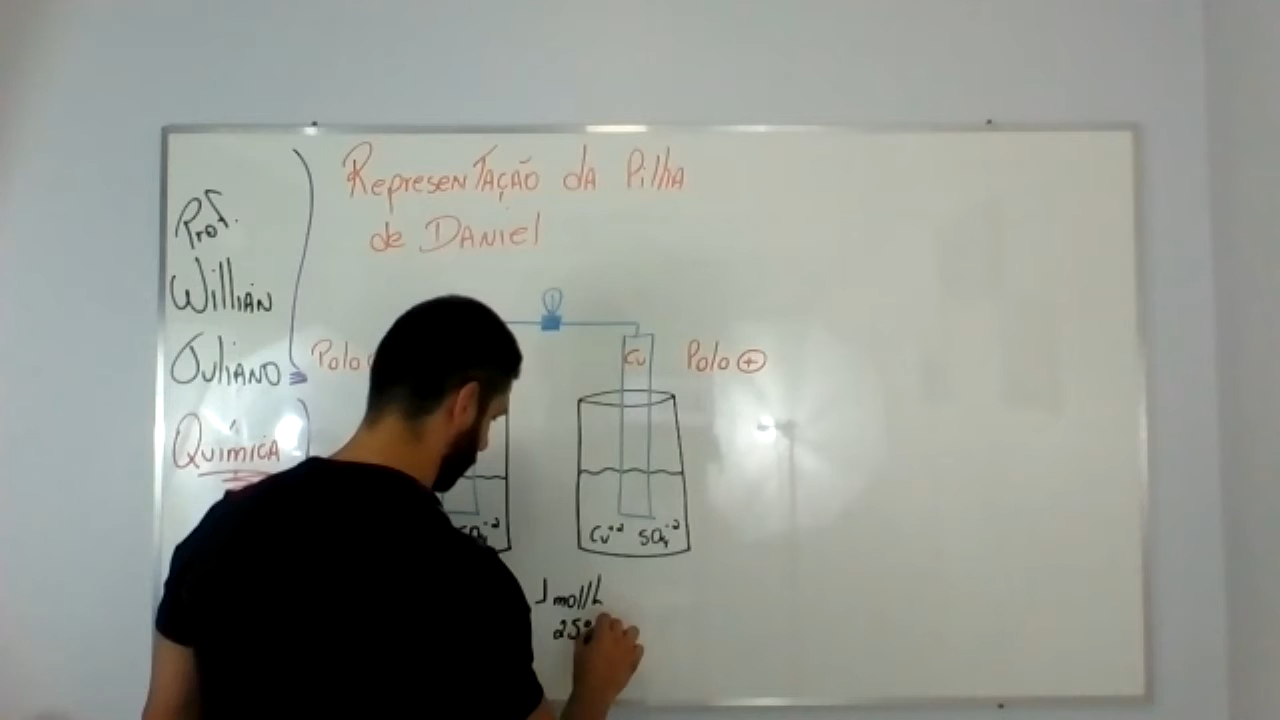 Prof.
Willian
Juliano
Química
Representação da Pilha
de Daniel
Polo
Cu
Polo +
SO₄⁻²
Cu⁺² SO₄⁻²
1 mol/L
25°